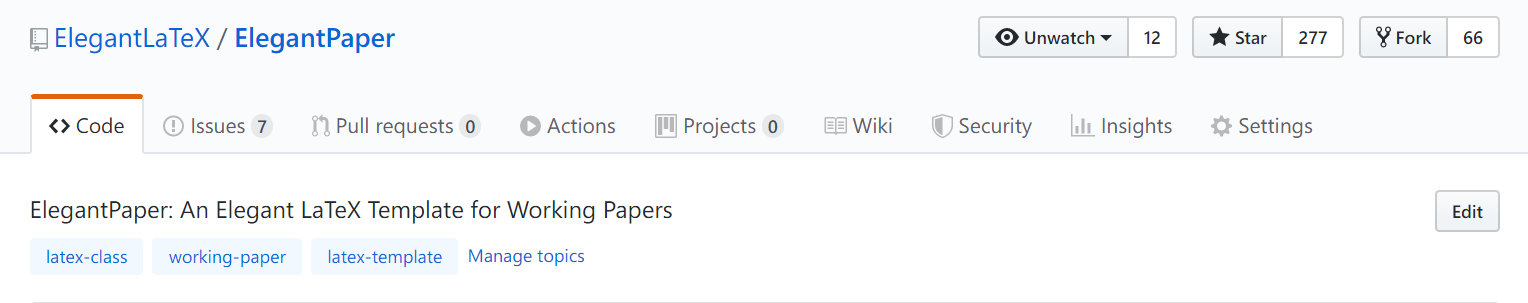 ElegantLaTeX / ElegantPaper Unwatch 12 Star 277 Fork 66
Code Issues 7 Pull requests 0 Actions Projects 0 Wiki Security Insights Settings
ElegantPaper: An Elegant LaTeX Template for Working Papers Edit
latex-class working-paper latex-template Manage topics